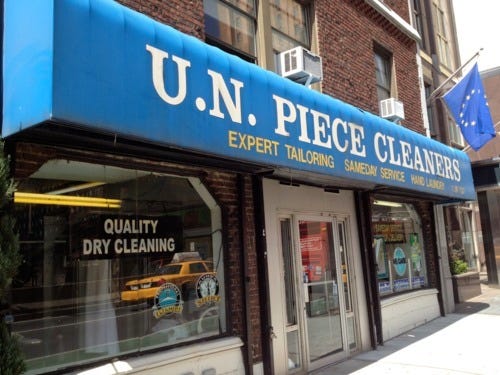 U.N. PIECE CLEANERS
EXPERT TAILORING SAMEDAY SERVICE HAND LAUNDRY
QUALITY
DRY CLEANING